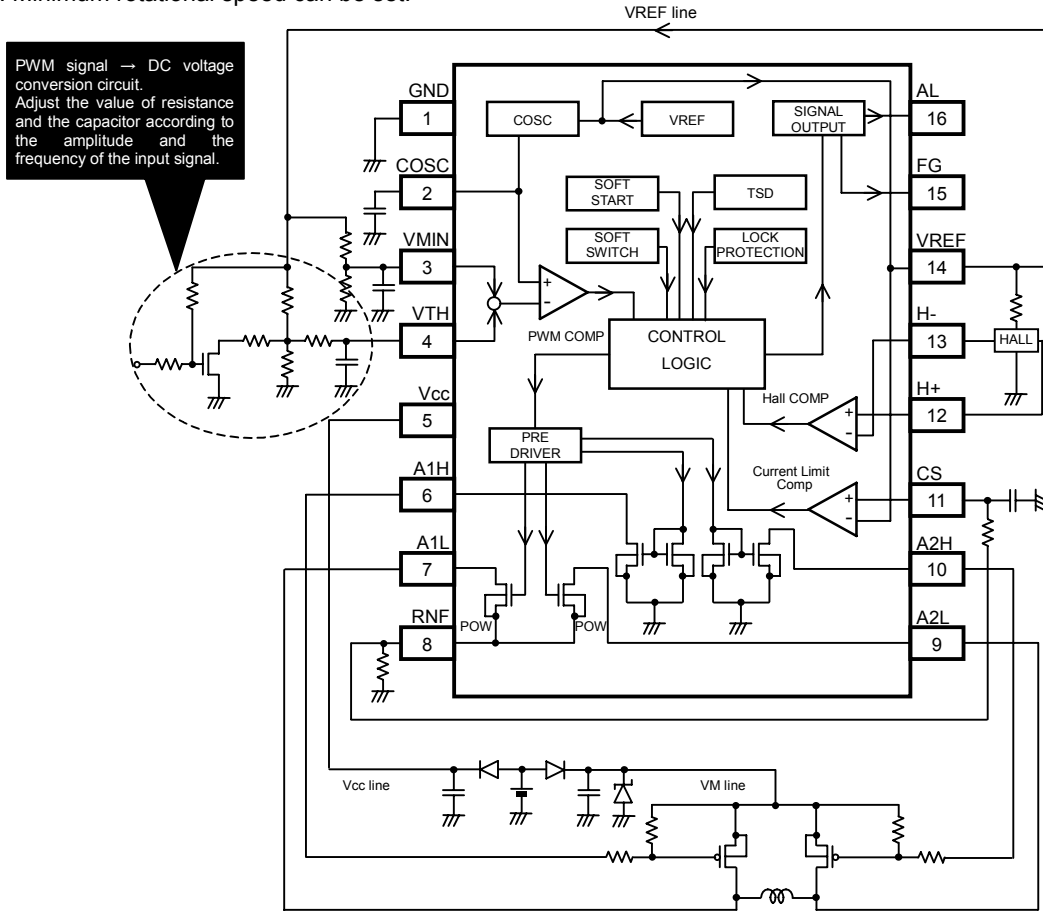 Minimum rotational speed can be set.
VREF line
PWM signal → DC voltage
conversion circuit.
Adjust the value of resistance
and the capacitor according to
the amplitude and the
frequency of the input signal.
GND
1
COSC
2
VMIN
3
VTH
4
Vcc
5
A1H
6
A1L
7
RNF
8
COSC
VREF
SIGNAL
OUTPUT
SOFT
START
TSD
SOFT
SWITCH
LOCK
PROTECTION
+
-
PWM COMP
CONTROL
LOGIC
Hall COMP
+
-
PRE
DRIVER
Current Limit
Comp
+
-
POW
POW
AL
16
FG
15
VREF
14
H-
13
HALL
H+
12
CS
11
A2H
10
A2L
9
Vcc line
VM line